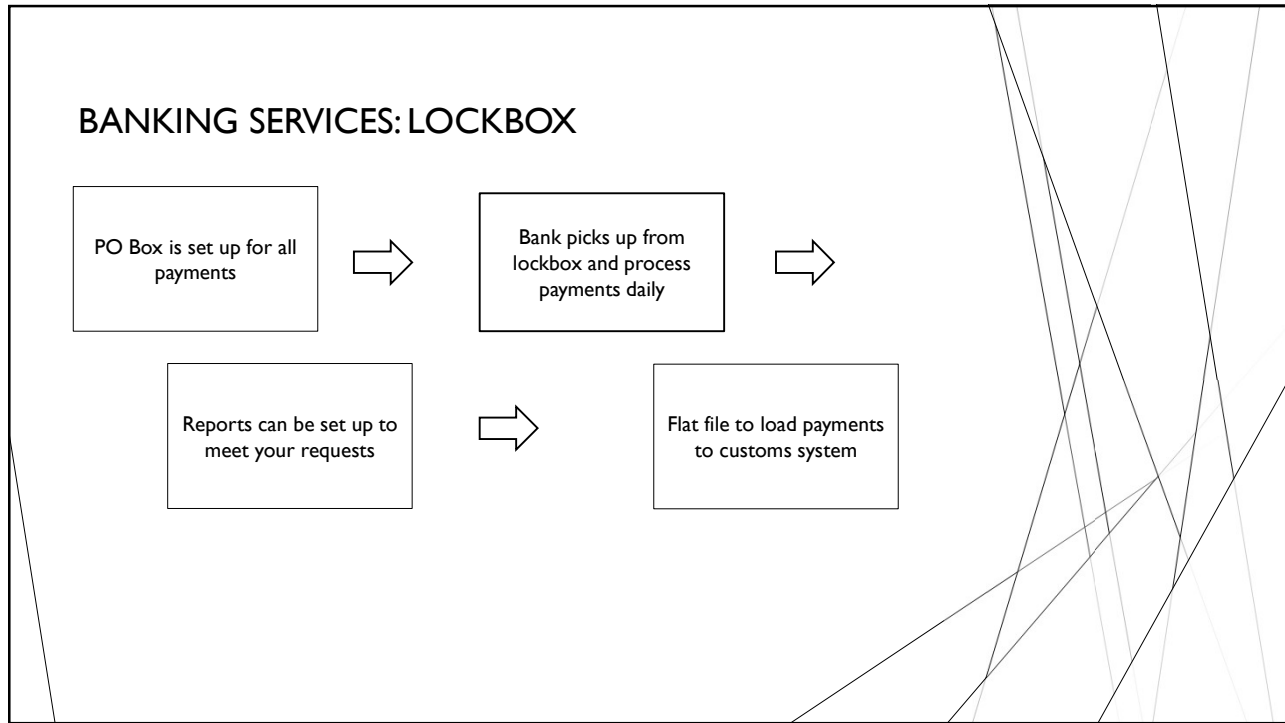 BANKING SERVICES: LOCKBOX
PO Box is set up for all
payments
Bank picks up from
lockbox and process
payments daily
Reports can be set up to
meet your requests
Flat file to load payments
to customs system